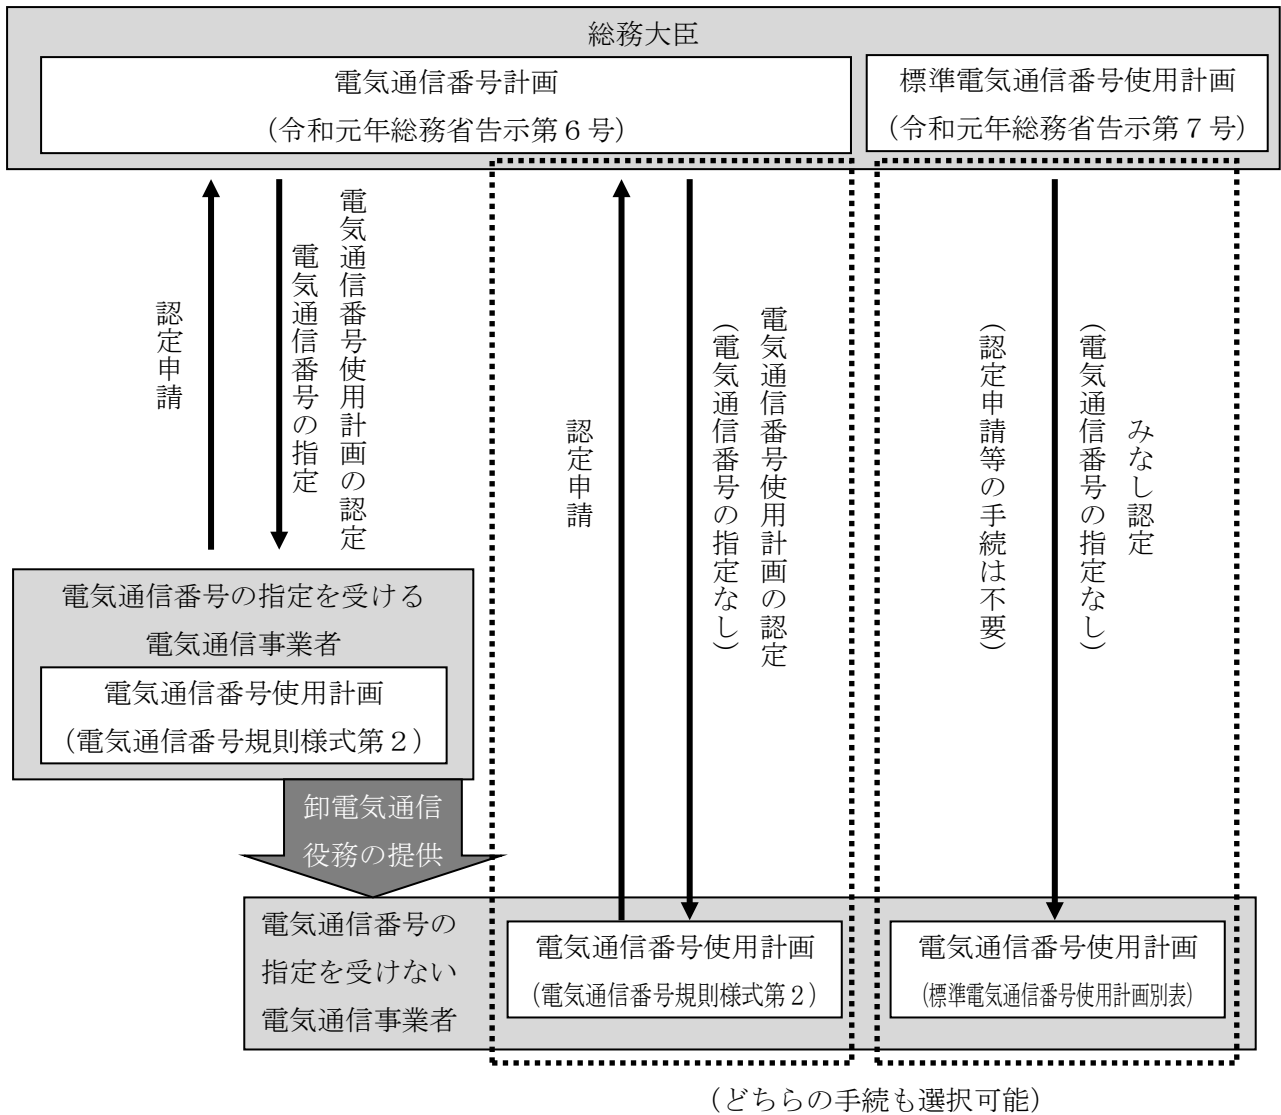 総務大臣
電気通信番号計画
（令和元年総務省告示第６号）
標準電気通信番号使用計画
（令和元年総務省告示第７号）
認定申請
電気通信番号使用計画の認定
電気通信番号の指定
認定申請
電気通信番号使用計画の認定
（電気通信番号の指定なし）
みなし認定
（電気通信番号の指定なし）
（認定申請等の手続は不要）
電気通信番号の指定を受ける
電気通信事業者
電気通信番号使用計画
（電気通信番号規則様式第２）
卸電気通信
役務の提供
電気通信番号の
指定を受けない
電気通信事業者
電気通信番号使用計画
（電気通信番号規則様式第２）
電気通信番号使用計画
（標準電気通信番号使用計画別表）
（どちらの手続も選択可能）